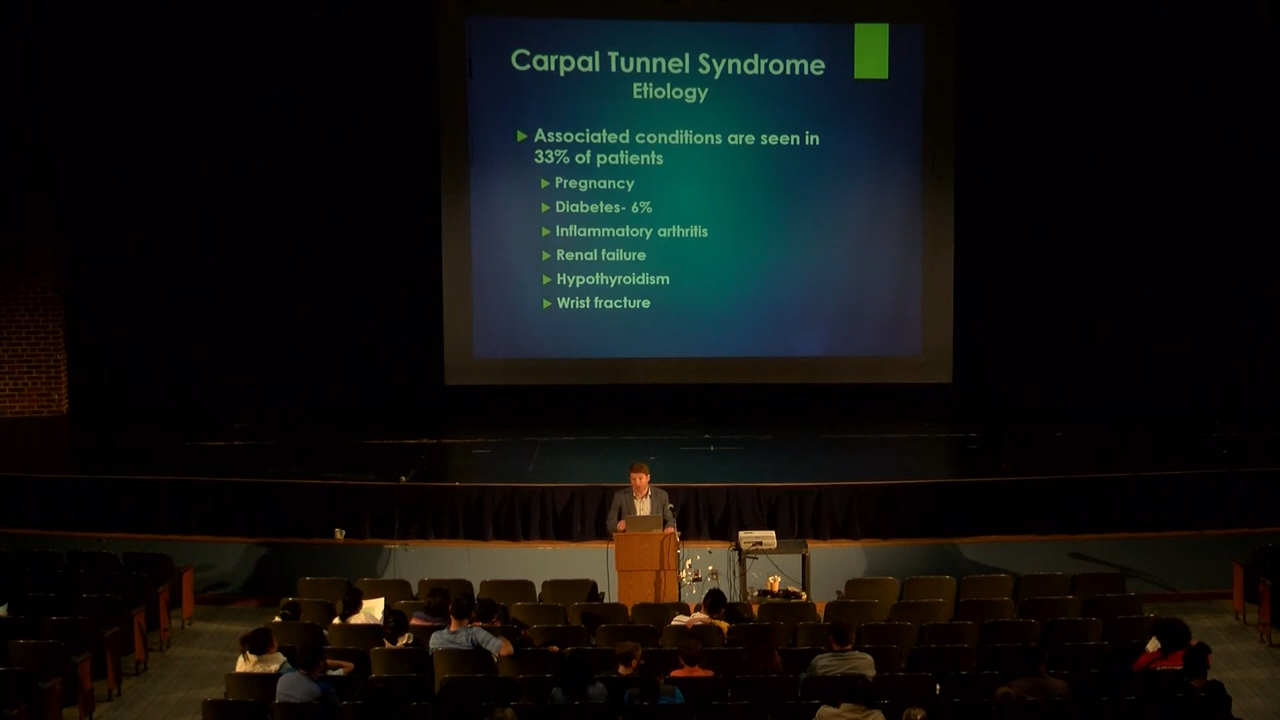 Carpal Tunnel Syndrome
Etiology
Associated conditions are seen in
33% of patients
Pregnancy
Diabetes- 6%
Inflammatory arthritis
Renal failure
Hypothyroidism
Wrist fracture